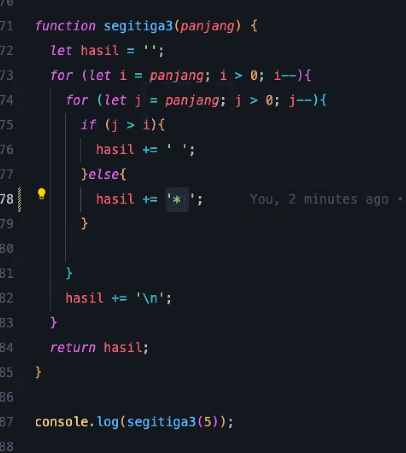 70
71 function segitiga3(panjang) {
72 let hasil = '';
73 for (let i = panjang; i > 0; i--){
74 for (let j = panjang; j > 0; j--){
75 if (j > i){
76 hasil += ' ';
77 }else{
78 hasil += '* '; You, 2 minutes ago •
79 }
80
81 }
82 hasil += '\n';
83 }
84 return hasil;
85 }
86
87 console.log(segitiga3(5));
88